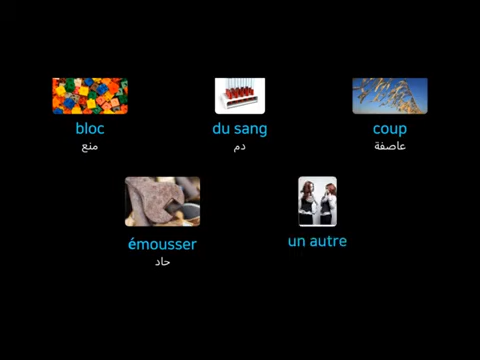 bloc
منع
du sang
دم
coup
عاصفة
émousser
حاد
un autre